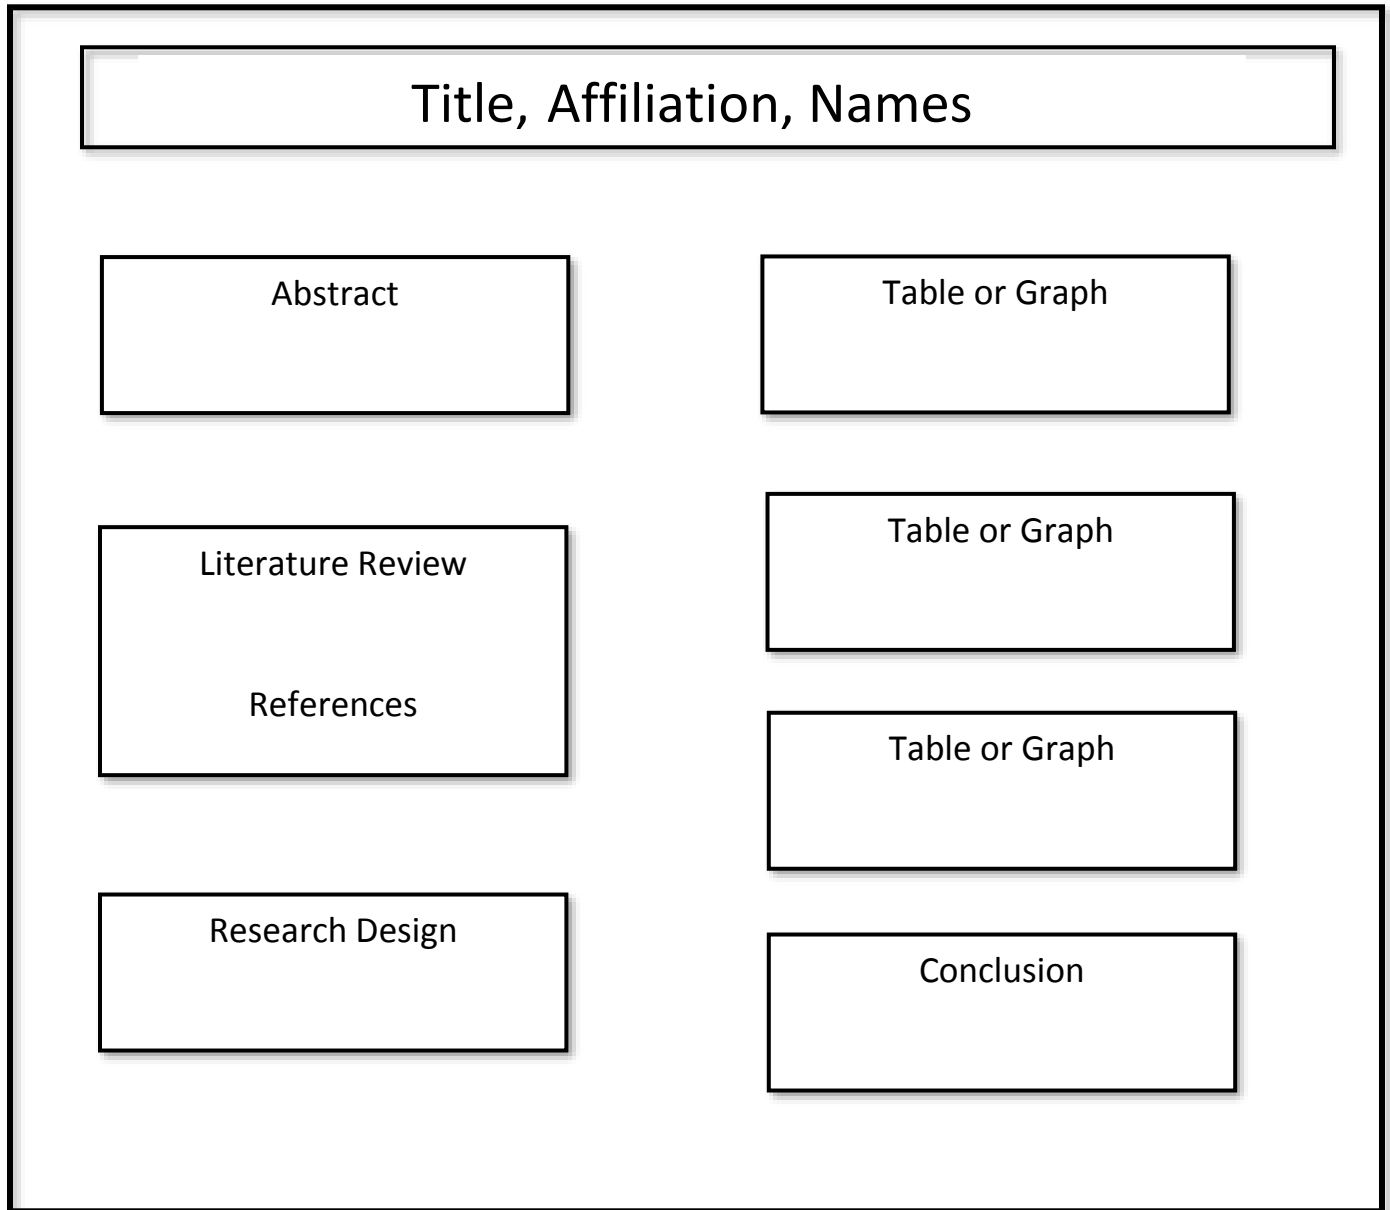 Title, Affiliation, Names
Abstract
Literature Review
References
Research Design
Table or Graph
Table or Graph
Table or Graph
Conclusion